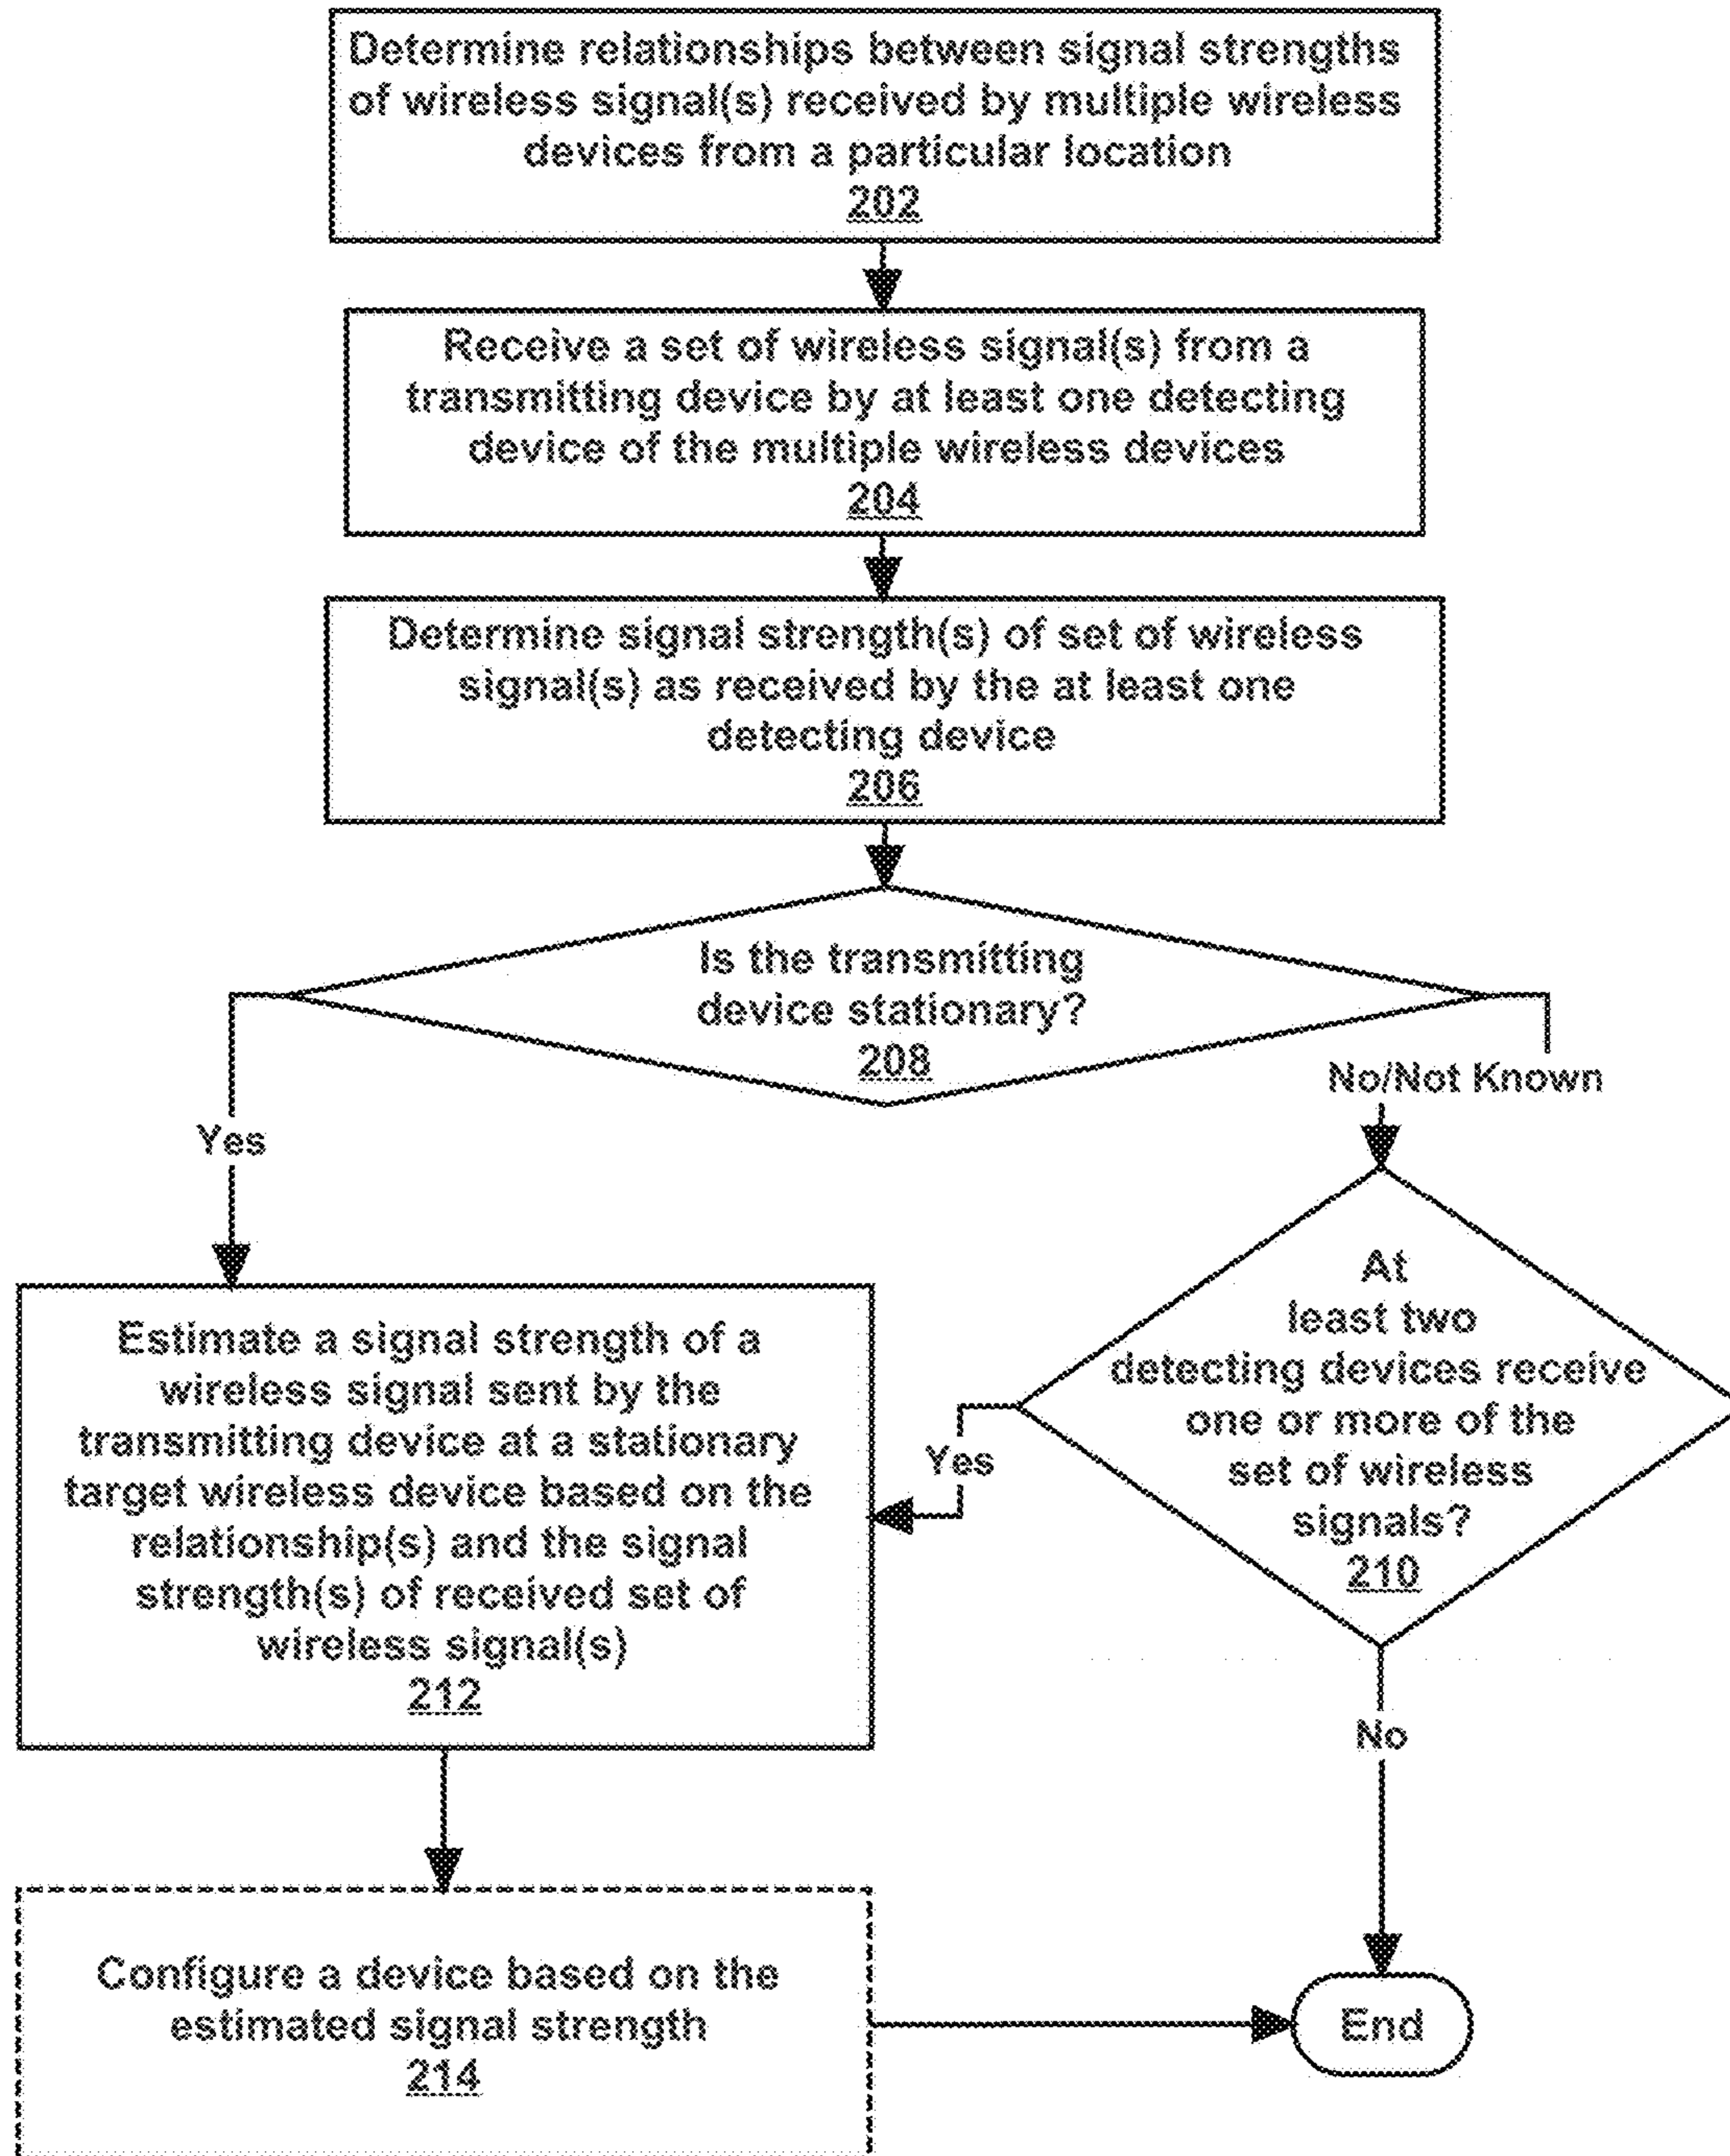 Determine relationships between signal strengths
of wireless signal(s) received by multiple wireless
devices from a particular location
202
Receive a set of wireless signal(s) from a
transmitting device by at least one detecting
device of the multiple wireless devices
204
Determine signal strength(s) of set of wireless
signal(s) as received by the at least one
detecting device
206
Is the transmitting
device stationary?
208
No/Not Known
Yes
At
least two
detecting devices receive
one or more of the
set of wireless
signals?
210
Yes
No
Estimate a signal strength of a
wireless signal sent by the
transmitting device at a stationary
target wireless device based on the
relationship(s) and the signal
strength(s) of received set of
wireless signal(s)
212
Configure a device based on the
estimated signal strength
214
End